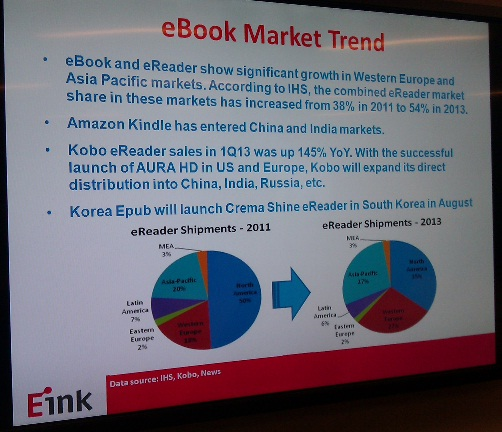 eBook Market Trend
• eBook and eReader show significant growth in Western Europe and
Asia Pacific markets. According to IHS, the combined eReader market
share in these markets has increased from 38% in 2011 to 54% in 2013.
• Amazon Kindle has entered China and India markets.
• Kobo eReader sales in 1Q13 was up 145% YoY. With the successful
launch of AURA HD in US and Europe, Kobo will expand its direct
distribution into China, India, Russia, etc.
• Korea Epub will launch Crema Shine eReader in South Korea in August
eReader Shipments - 2011
MEA
3%
Asia-Pacific
20%
North
America
50%
Latin
America
7%
Eastern
Europe
2%
Western
Europe
eReader Shipments - 2013
MEA
3%
Asia-Pacific
North
America
Latin
America
6%
Eastern
Europe
2%
Western
Europe
Data source: IHS, Kobo, News
E ink